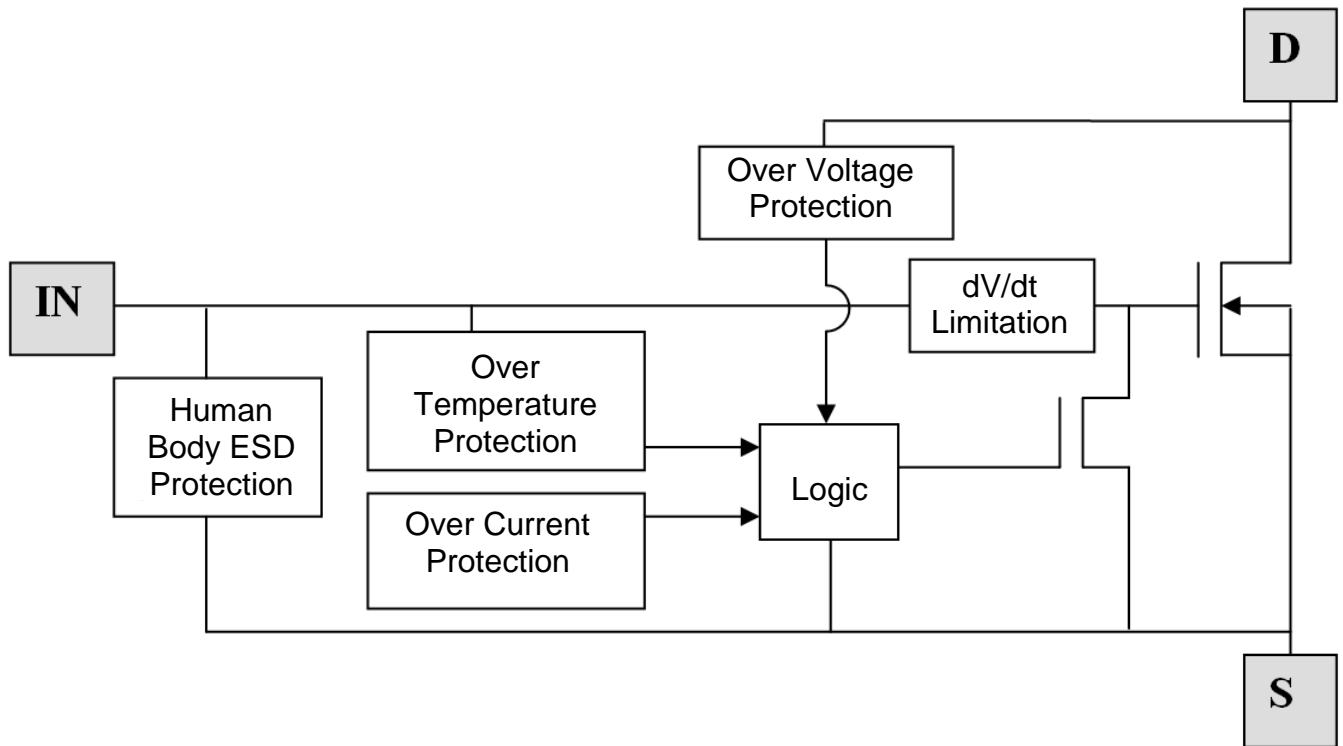 D
Over Voltage
Protection
IN
dV/dt
Limitation
Over
Temperature
Protection
Human
Body ESD
Protection
Logic
Over Current
Protection
S